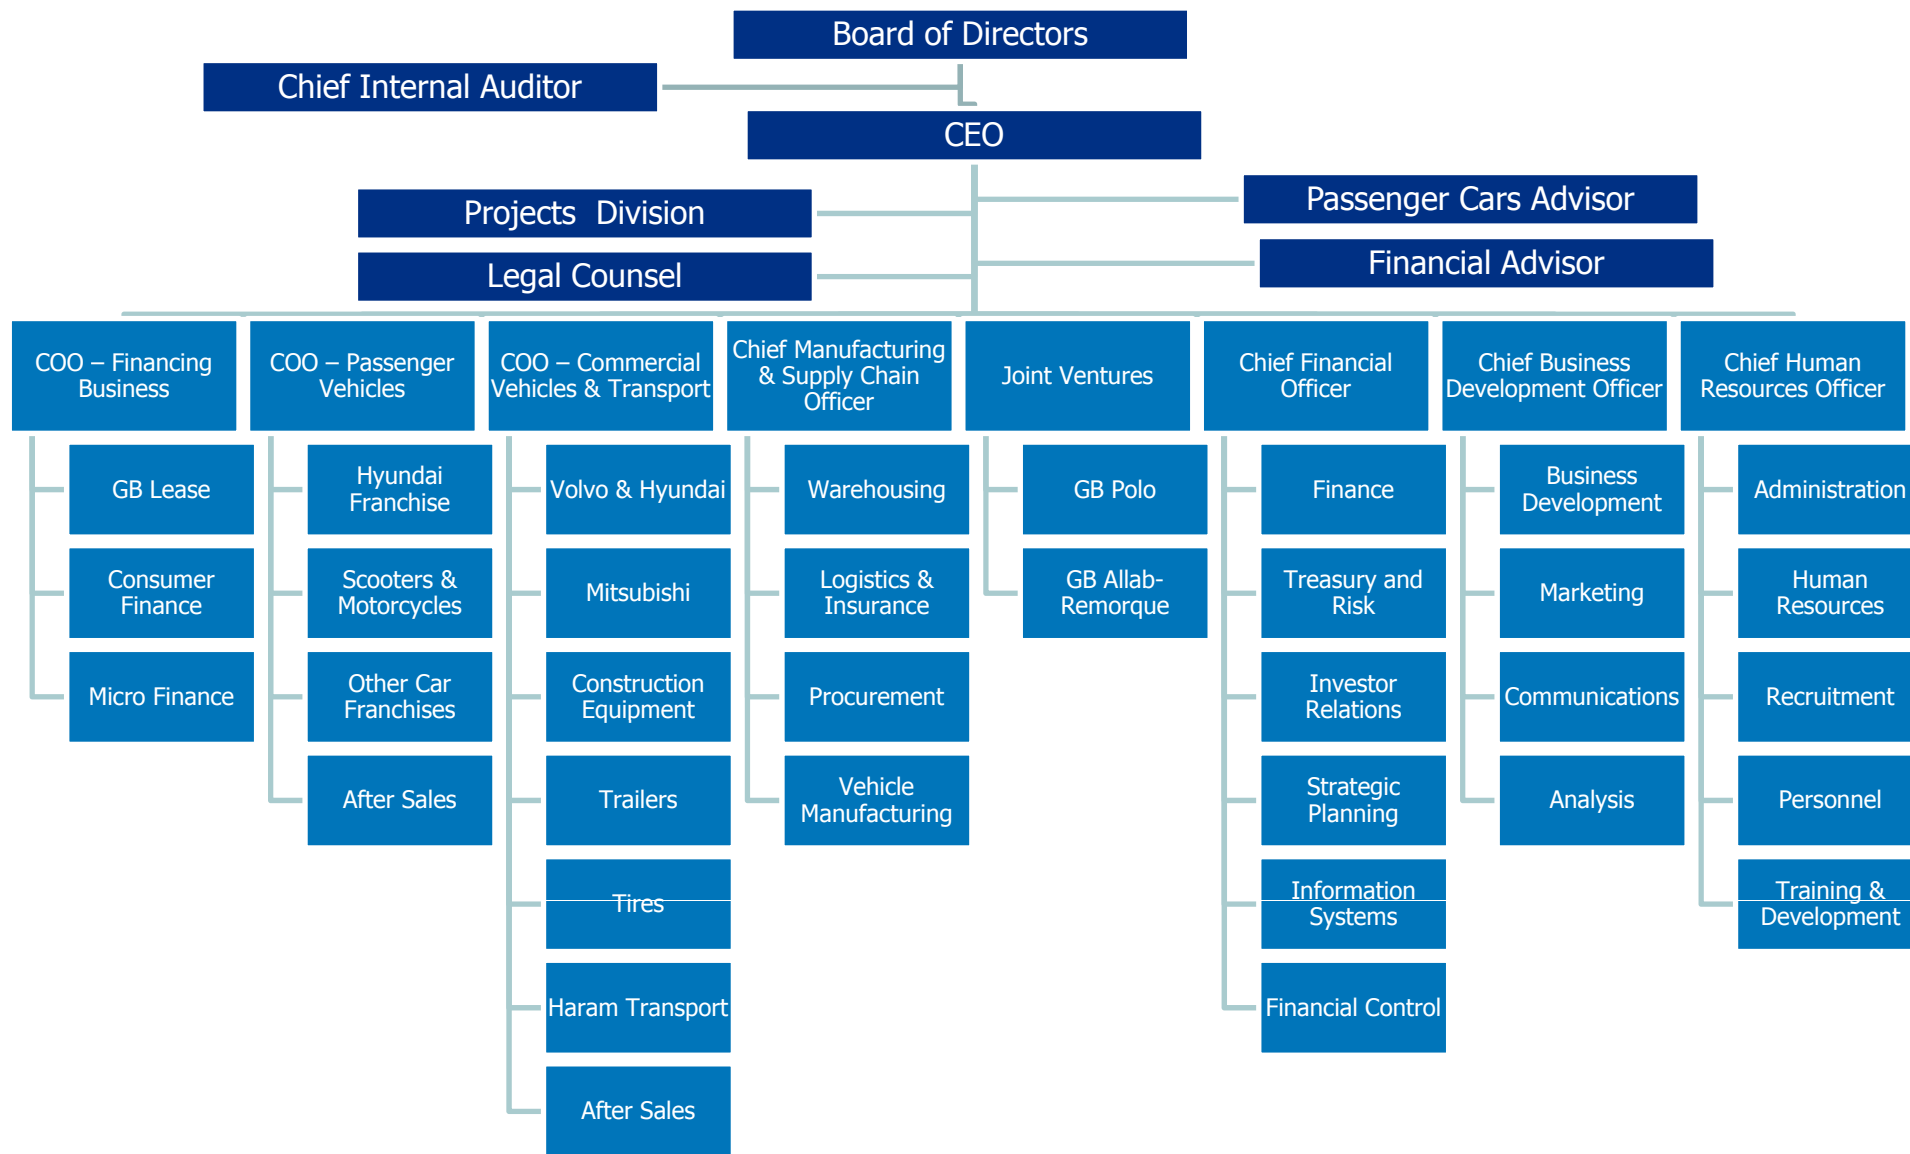 Board of Directors
Chief Internal Auditor
CEO
Projects Division
Passenger Cars Advisor
Legal Counsel
Financial Advisor
COO – Financing
Business
GB Lease
Consumer
Finance
Micro Finance
COO – Passenger
Vehicles
Hyundai
Franchise
Scooters &
Motorcycles
Other Car
Franchises
After Sales
COO – Commercial
Vehicles & Transport
Volvo & Hyundai
Mitsubishi
Construction
Equipment
Trailers
Tires
Haram Transport
After Sales
Chief Manufacturing
& Supply Chain
Officer
Warehousing
Logistics &
Insurance
Procurement
Vehicle
Manufacturing
Joint Ventures
GB Polo
GB Allab-
Remorque
Chief Financial
Officer
Finance
Treasury and
Risk
Investor
Relations
Strategic
Planning
Information
Systems
Financial Control
Chief Business
Development Officer
Business
Development
Marketing
Communications
Analysis
Chief Human
Resources Officer
Administration
Human
Resources
Recruitment
Personnel
Training &
Development